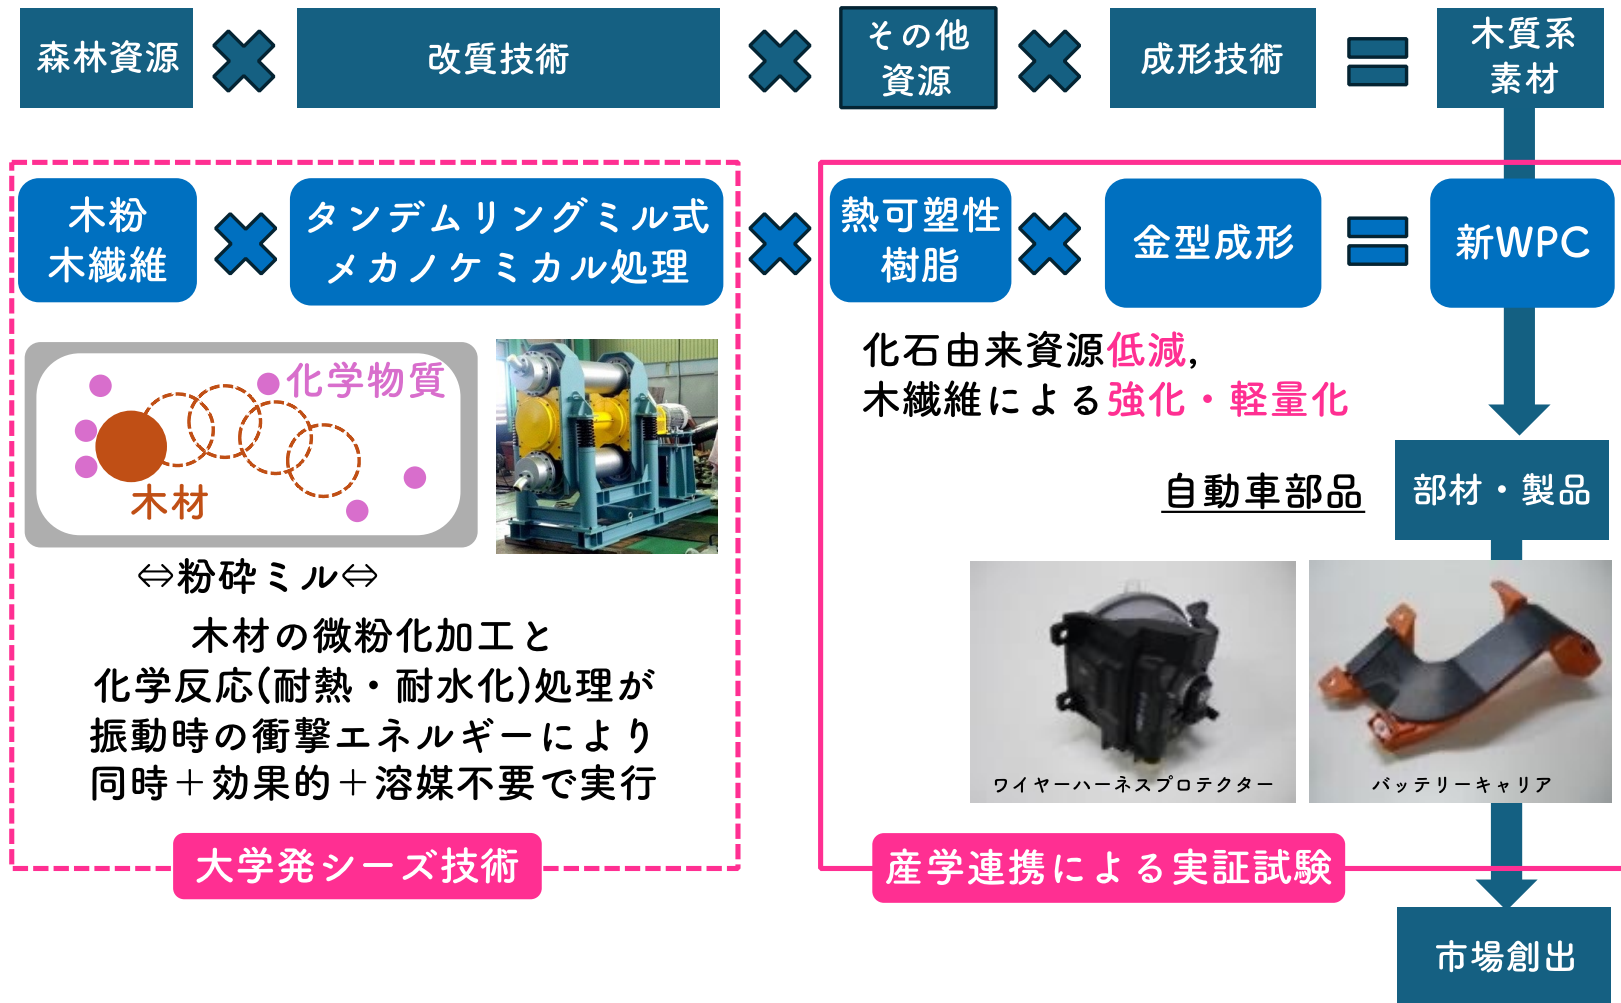 森林資源
改質技術
その他
資源
成形技術
木質系
素材
木粉
木繊維
タンデムリングミル式
メカノケミカル処理
熱可塑性
樹脂
金型成形
新WPC
化学物質
木材
⇔粉砕ミル⇔
木材の微粉化加工と
化学反応(耐熱・耐水化)処理が
振動時の衝撃エネルギーにより
同時＋効果的＋溶媒不要で実行
大学発シーズ技術
化石由来資源低減,
木繊維による強化・軽量化
自動車部品
部材・製品
ワイヤーハーネスプロテクター
バッテリーキャリア
産学連携による実証試験
市場創出